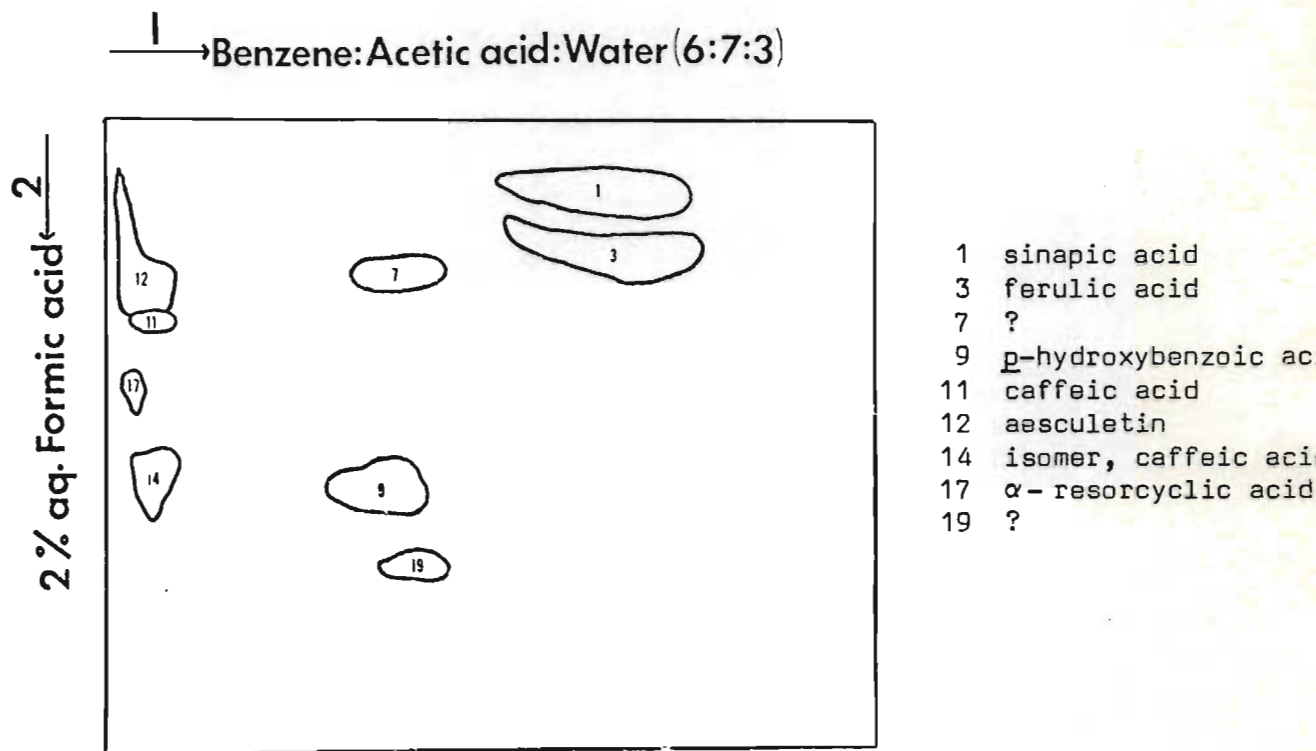 1
Benzene: Acetic acid: Water (6:7:3)
2% aq. Formic acid 2
1
3
12
7
11
17
14
9
19
1 sinapic acid
3 ferulic acid
7 ?
9 p-hydroxybenzoic ac
11 caffeic acid
12 aesculetin
14 isomer, caffeic aci
17 α- resorcyclic acid
19 ?